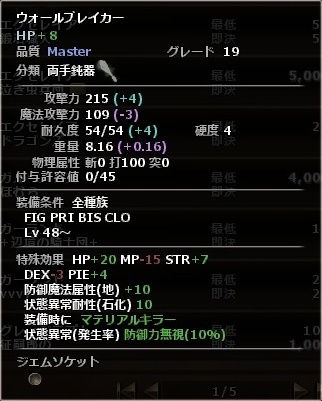 ウォールブレイカー
HP+8
品質 Master グレード 19
分類 両手鈍器
攻撃力 215 (+4)
魔法攻撃力 109 (-3)
耐久度 54/54 (+4) 硬度 4
重量 8.16 (+0.16)
物理属性 斬0 打100 突0
付与許容値 0/45
装備条件 全種族
FIG PRI BIS CLO
Lv 48～
特殊効果 HP+20 MP-15 STR+7
DEX-3 PIE+4
防御魔法属性(地) +10
状態異常耐性(石化) 10
装備時に マテリアルキラー
状態異常(発生率) 防御力無視(10%)
ジェムソケット
1/5